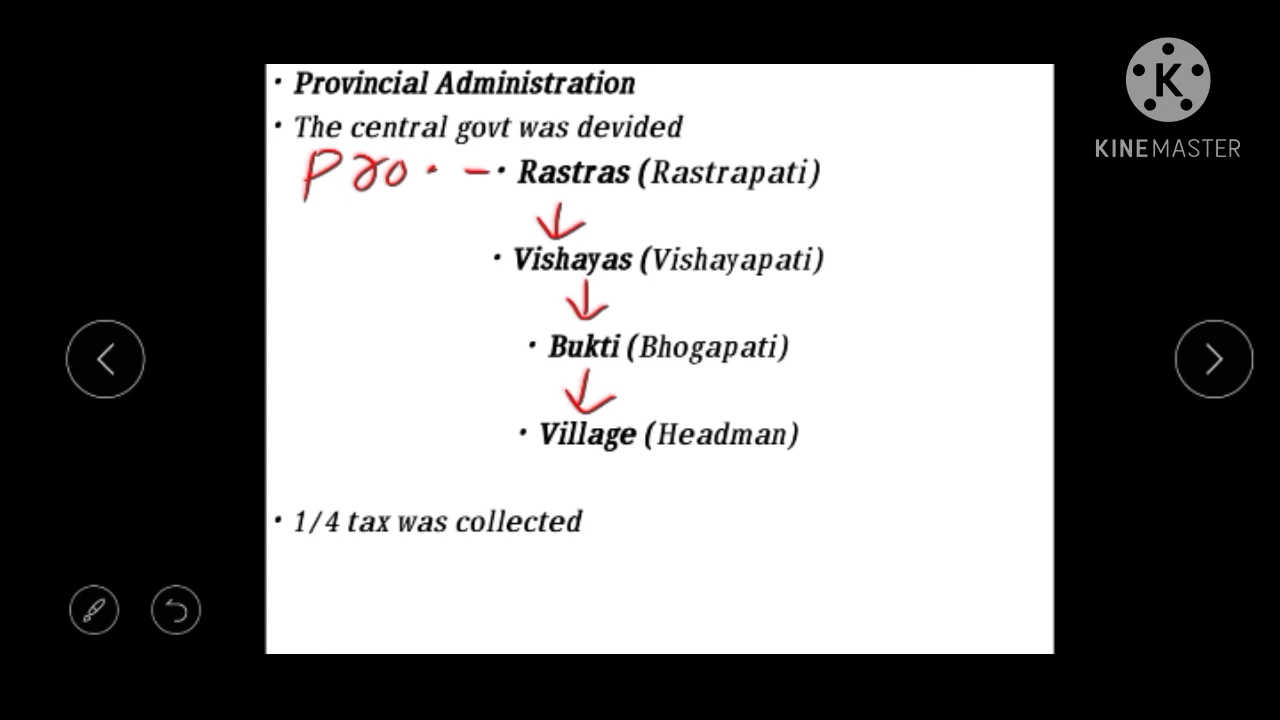 • Provincial Administration
• The central govt was devided
Pro. - • Rastras (Rastrapati)
• Vishayas (Vishayapati)
• Bukti (Bhogapati)
• Village (Headman)
• 1/4 tax was collected
K
KINEMASTER